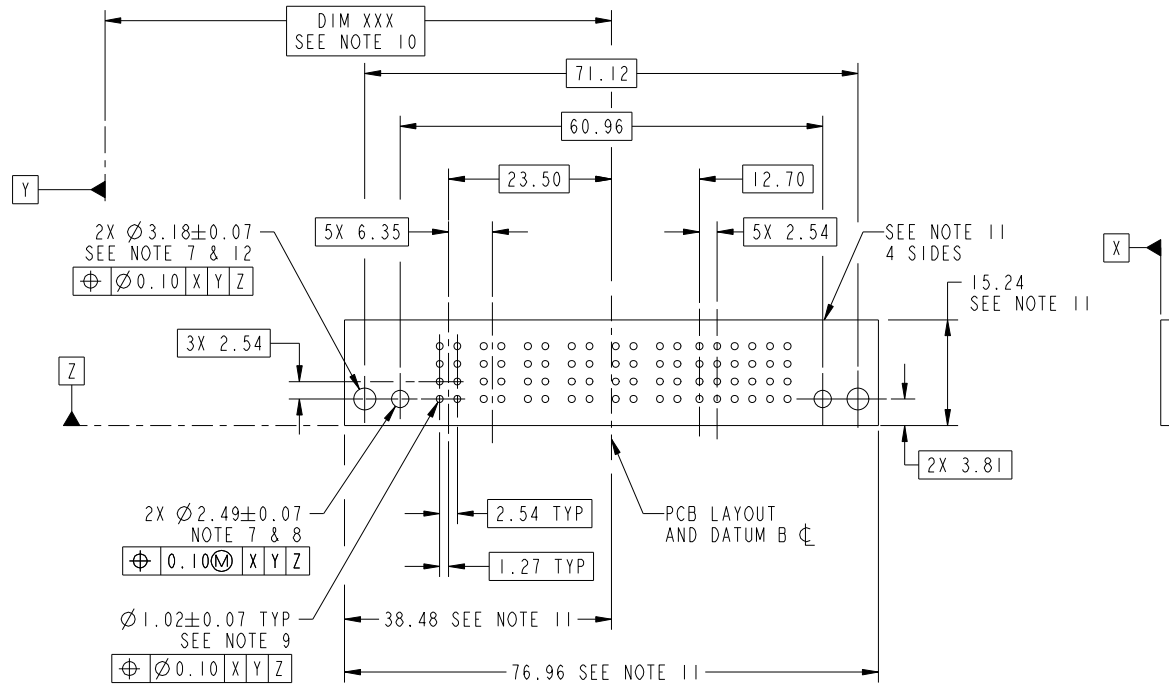 DIM XXX
SEE NOTE 10
71.12
60.96
Y
23.50
12.70
2X Ø3.18±0.07
SEE NOTE 7 & 12
⌖ Ø0.10 X Y Z
5X 6.35
5X 2.54
SEE NOTE 11
4 SIDES
X
15.24
SEE NOTE 11
3X 2.54
Z
2X 3.81
2X Ø2.49±0.07
NOTE 7 & 8
⌖ 0.10Ⓜ X Y Z
2.54 TYP
PCB LAYOUT
AND DATUM B ℄
1.27 TYP
Ø1.02±0.07 TYP
SEE NOTE 9
⌖ Ø0.10 X Y Z
38.48 SEE NOTE 11
76.96 SEE NOTE 11